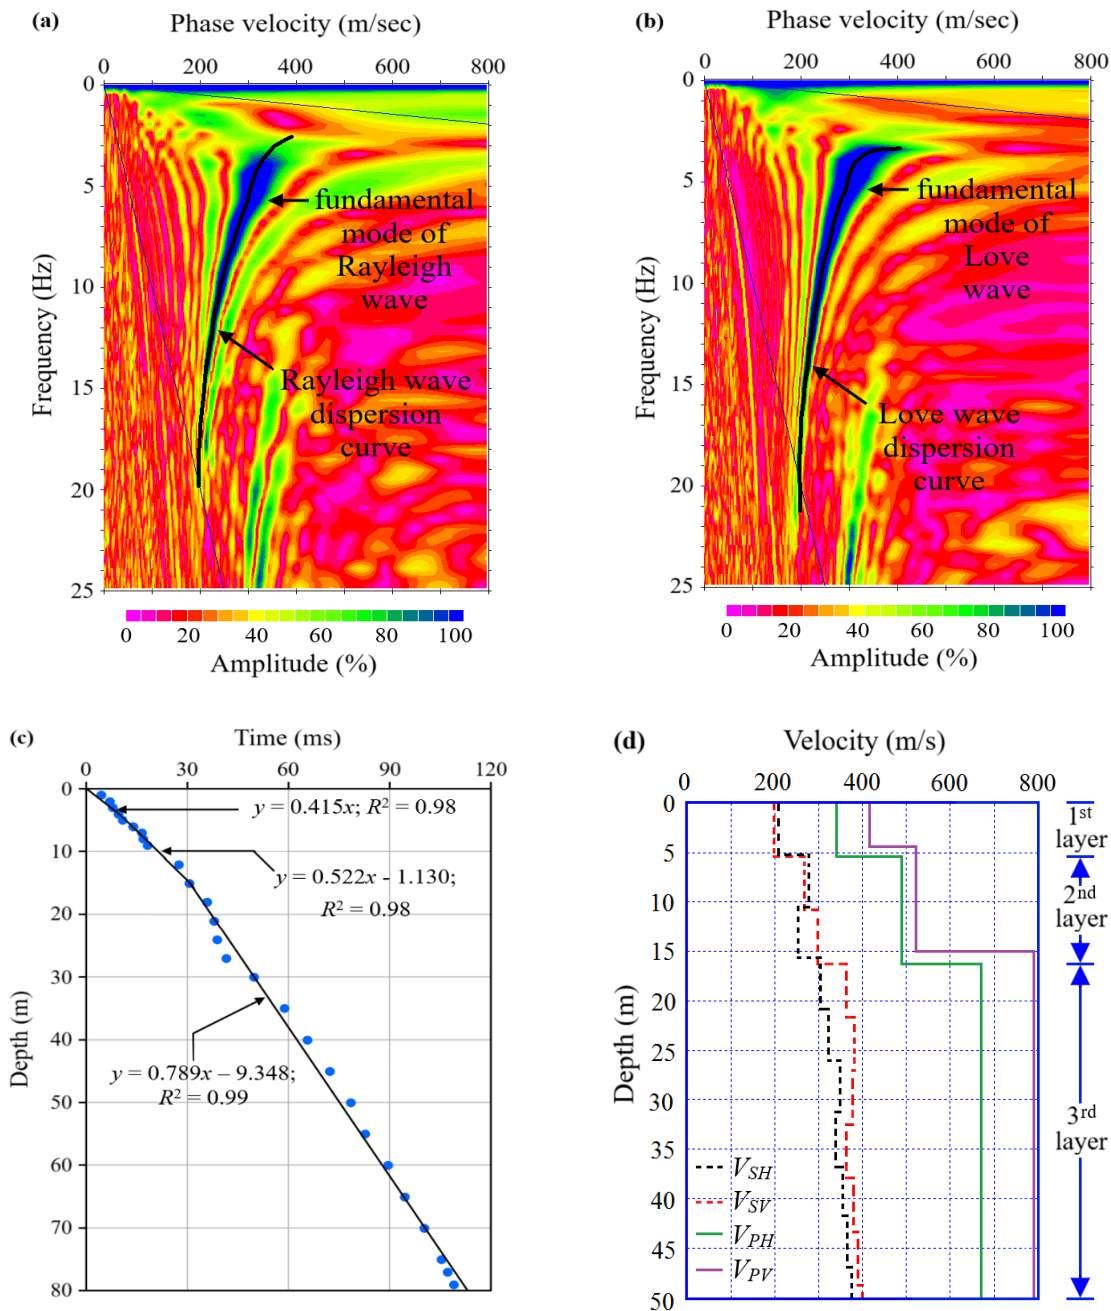 (a)
Phase velocity (m/sec)
0 200 400 600 800
0
5
10
15
20
25
Frequency (Hz)
fundamental
mode of
Rayleigh
wave
Rayleigh wave
dispersion
curve
0 20 40 60 80 100
Amplitude (%)
(b)
Phase velocity (m/sec)
0 200 400 600 800
0
5
10
15
20
25
Frequency (Hz)
fundamental
mode of
Love
wave
Love wave
dispersion
curve
0 20 40 60 80 100
Amplitude (%)
(c)
Time (ms)
0 30 60 90 120
0
10
20
30
40
50
60
70
80
Depth (m)
y = 0.415x; R² = 0.98
y = 0.522x - 1.130;
R² = 0.98
y = 0.789x – 9.348;
R² = 0.99
(d)
Velocity (m/s)
0 200 400 600 800
0
5
10
15
20
25
30
35
40
45
50
Depth (m)
V_SH
V_SV
V_PH
V_PV
1st
layer
2nd
layer
3rd
layer